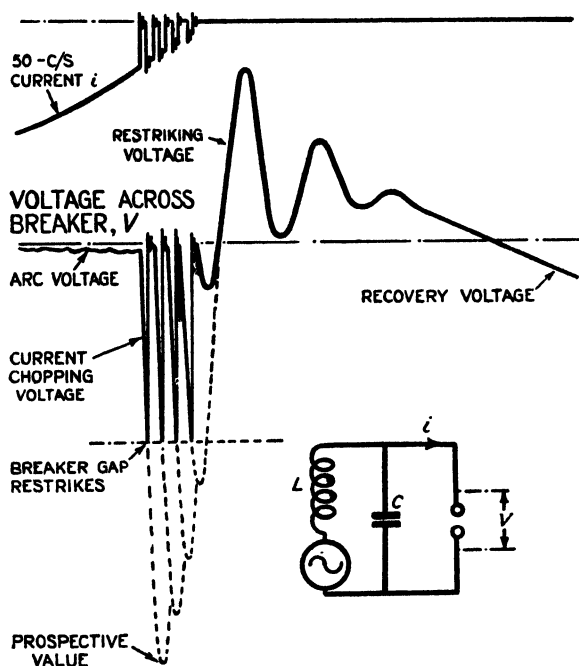 50-C/S
CURRENT i
RESTRIKING
VOLTAGE
VOLTAGE ACROSS
BREAKER, V
ARC VOLTAGE
RECOVERY VOLTAGE
CURRENT
CHOPPING
VOLTAGE
BREAKER GAP
RESTRIKES
i
L
C
V
PROSPECTIVE
VALUE